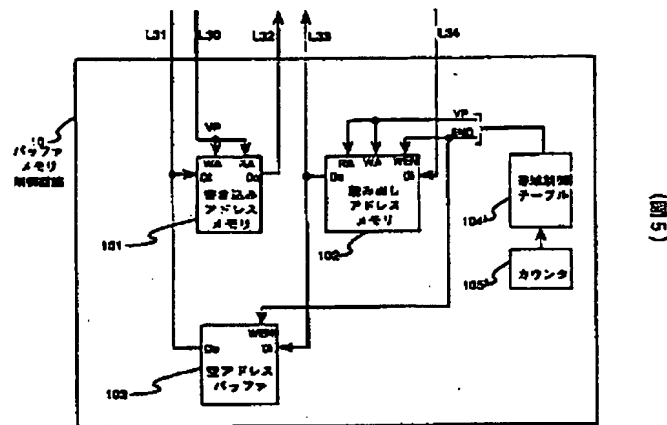 L31
L30
L32
L33
L34
10
バッファ
メモリ
制御回路
VP
WA
RA
DI
Do
書き込み
アドレス
メモリ
101
VP
END
RA
WA
WEN
Do
DI
読み出し
アドレス
メモリ
102
帯域制御
テーブル
104
カウンタ
105
WEN
Do
DI
空アドレス
バッファ
103
(図5)